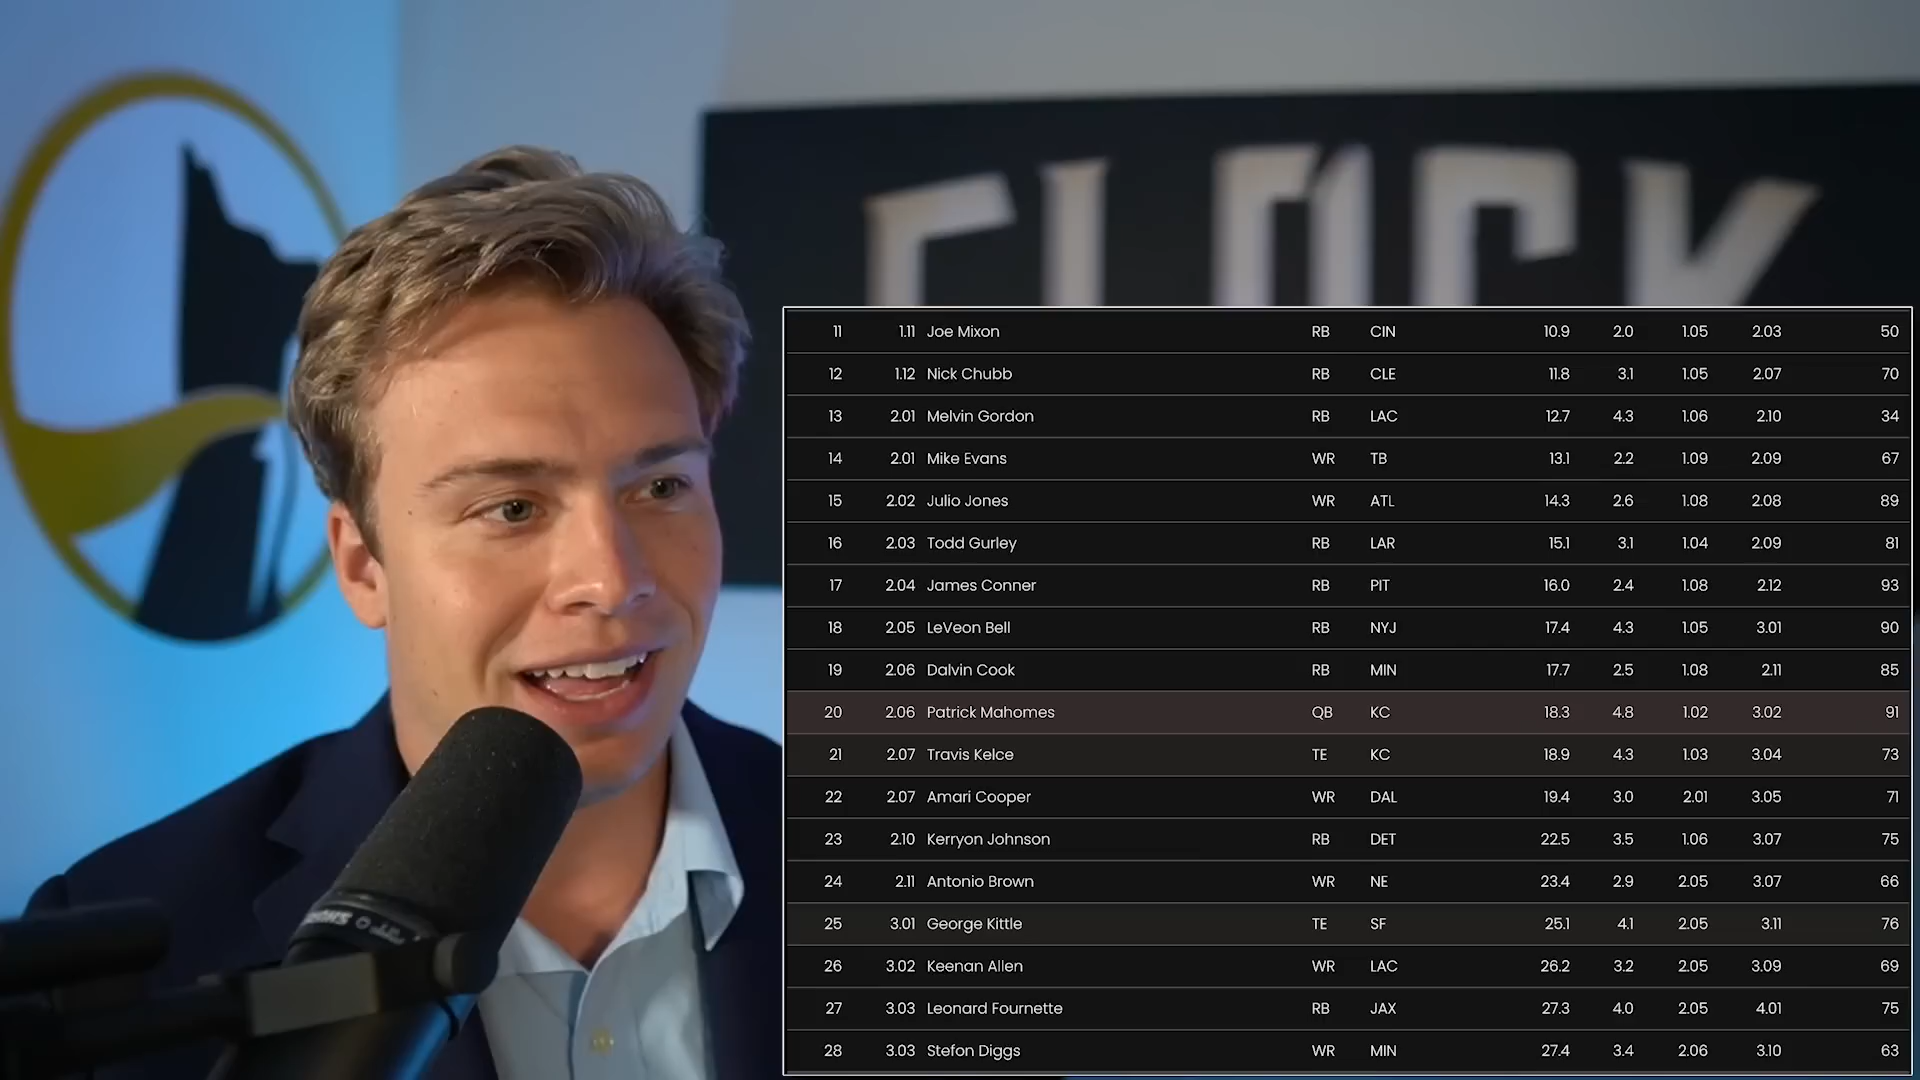 FLOCK
11 1.11 Joe Mixon RB CIN 10.9 2.0 1.05 2.03 50
12 1.12 Nick Chubb RB CLE 11.8 3.1 1.05 2.07 70
13 2.01 Melvin Gordon RB LAC 12.7 4.3 1.06 2.10 34
14 2.01 Mike Evans WR TB 13.1 2.2 1.09 2.09 67
15 2.02 Julio Jones WR ATL 14.3 2.6 1.08 2.08 89
16 2.03 Todd Gurley RB LAR 15.1 3.1 1.04 2.09 81
17 2.04 James Conner RB PIT 16.0 2.4 1.08 2.12 93
18 2.05 LeVeon Bell RB NYJ 17.4 4.3 1.05 3.01 90
19 2.06 Dalvin Cook RB MIN 17.7 2.5 1.08 2.11 85
20 2.06 Patrick Mahomes QB KC 18.3 4.8 1.02 3.02 91
21 2.07 Travis Kelce TE KC 18.9 4.3 1.03 3.04 73
22 2.07 Amari Cooper WR DAL 19.4 3.0 2.01 3.05 71
23 2.10 Kerryon Johnson RB DET 22.5 3.5 1.06 3.07 75
24 2.11 Antonio Brown WR NE 23.4 2.9 2.05 3.07 66
25 3.01 George Kittle TE SF 25.1 4.1 2.05 3.11 76
26 3.02 Keenan Allen WR LAC 26.2 3.2 2.05 3.09 69
27 3.03 Leonard Fournette RB JAX 27.3 4.0 2.05 4.01 75
28 3.03 Stefon Diggs WR MIN 27.4 3.4 2.06 3.10 63